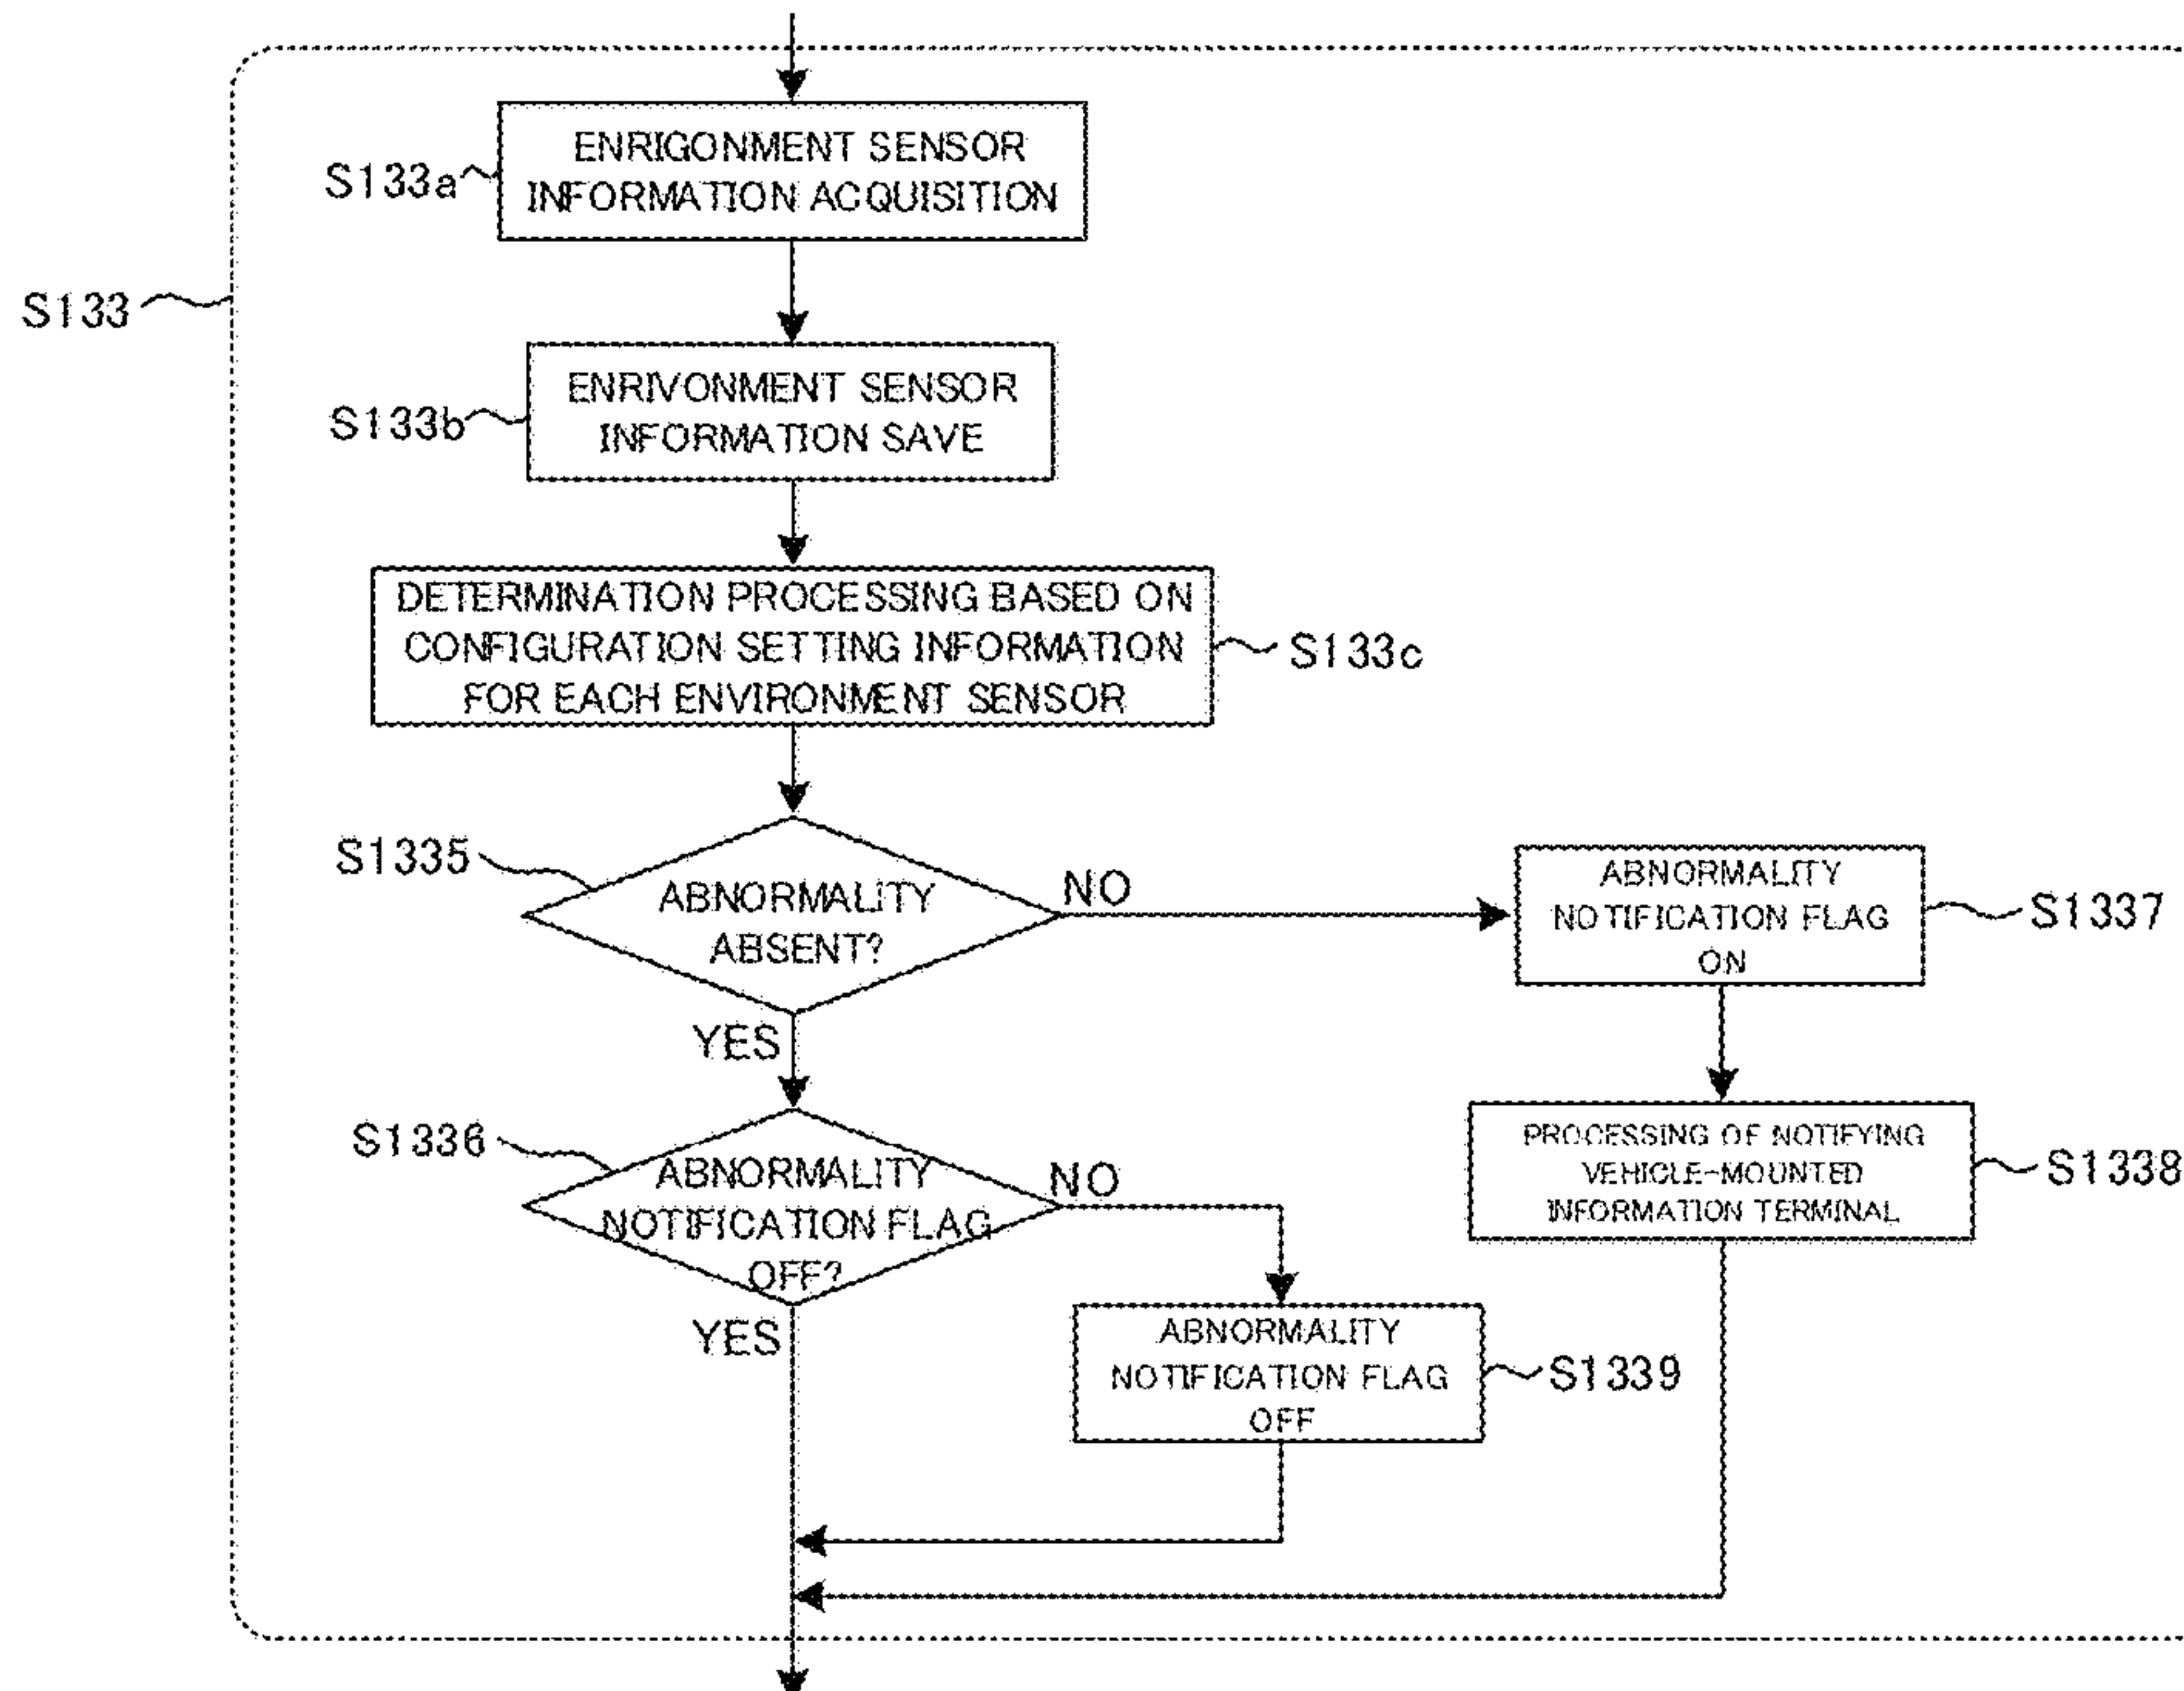 S133
S133a
ENRIGONMENT SENSOR
INFORMATION ACQUISITION
S133b
ENRIVONMENT SENSOR
INFORMATION SAVE
DETERMINATION PROCESSING BASED ON
CONFIGURATION SETTING INFORMATION
FOR EACH ENVIRONMENT SENSOR
S133c
S1335
ABNORMALITY
ABSENT?
NO
YES
ABNORMALITY
NOTIFICATION FLAG
ON
S1337
S1336
ABNORMALITY
NOTIFICATION FLAG
OFF?
NO
YES
PROCESSING OF NOTIFYING
VEHICLE-MOUNTED
INFORMATION TERMINAL
S1338
ABNORMALITY
NOTIFICATION FLAG
OFF
S1339